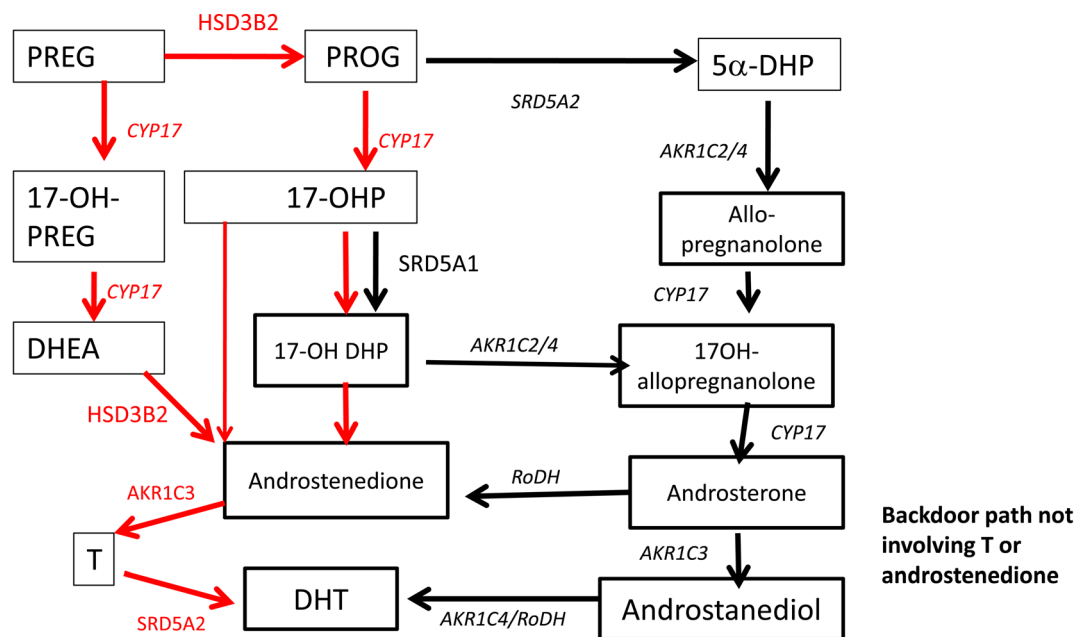 HSD3B2
PREG
PROG
5α-DHP
SRD5A2
CYP17
CYP17
AKR1C2/4
17-OH-
PREG
17-OHP
Allo-
pregnanolone
SRD5A1
CYP17
CYP17
DHEA
17-OH DHP
AKR1C2/4
17OH-
allopregnanolone
HSD3B2
CYP17
Androstenedione
RoDH
Androsterone
AKR1C3
Backdoor path not
involving T or
androstenedione
T
AKR1C3
SRD5A2
DHT
AKR1C4/RoDH
Androstanediol